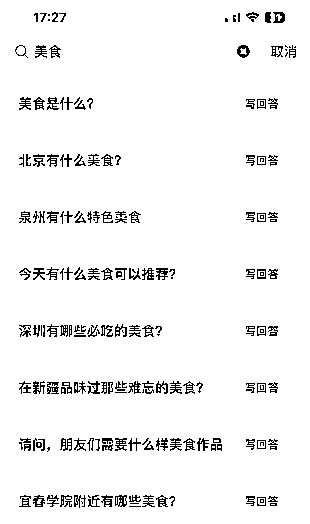 17:27
美食
取消
美食是什么?
写回答
北京有什么美食?
写回答
泉州有什么特色美食
写回答
今天有什么美食可以推荐?
写回答
深圳有哪些必吃的美食?
写回答
在新疆品味过那些难忘的美食?
写回答
请问，朋友们需要什么样美食作品
写回答
宜春学院附近有哪些美食?
写回答